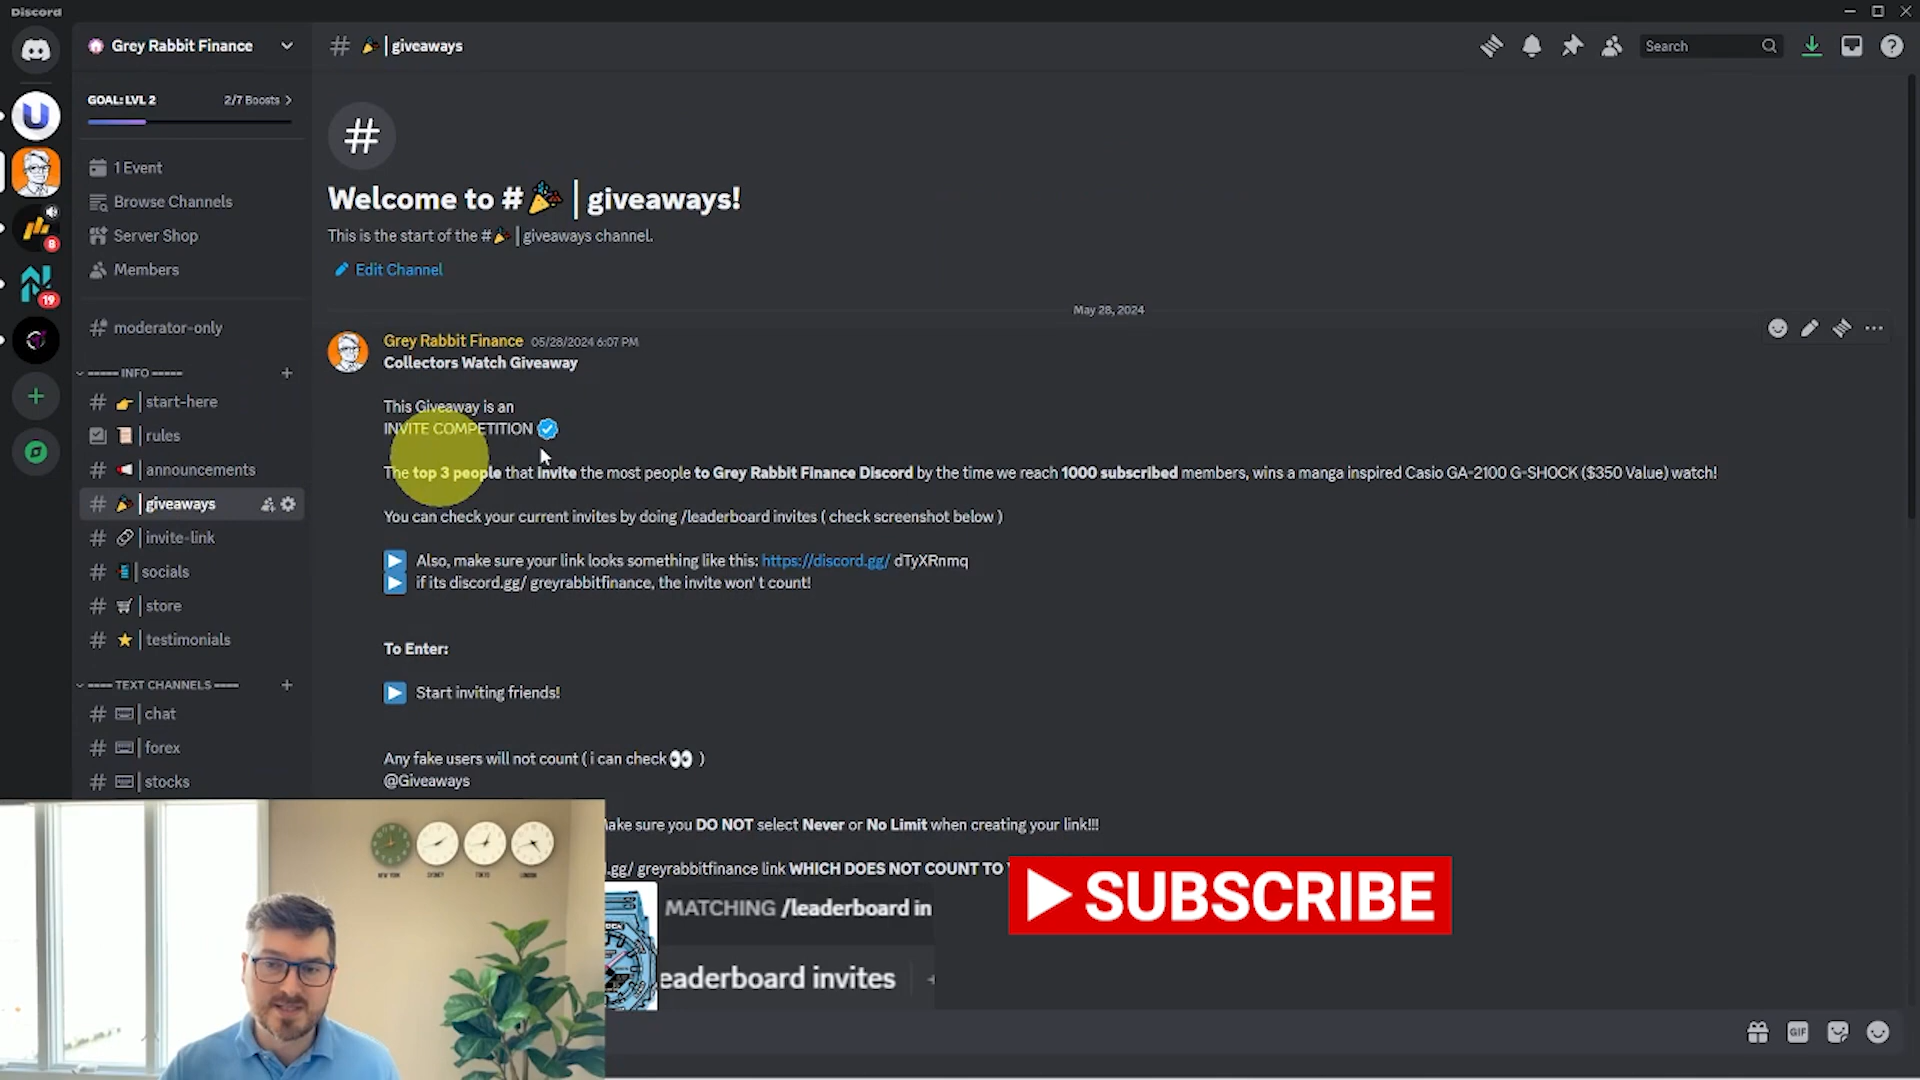 Discord
Grey Rabbit Finance
# | giveaways
Search
GOAL: LVL 2
2/7 Boosts
1 Event
Browse Channels
Server Shop
Members
moderator-only
8
19
===== INFO =====
| start-here
| rules
| announcements
| giveaways
| invite-link
| socials
| store
| testimonials
==== TEXT CHANNELS ====
| chat
| forex
| stocks
#
Welcome to # | giveaways!
This is the start of the # | giveaways channel.
Edit Channel
May 28, 2024
Grey Rabbit Finance 05/28/2024 6:07 PM
Collectors Watch Giveaway
This Giveaway is an
INVITE COMPETITION
The top 3 people that invite the most people to Grey Rabbit Finance Discord by the time we reach 1000 subscribed members, wins a manga inspired Casio GA-2100 G-SHOCK ($350 Value) watch!
You can check your current invites by doing /leaderboard invites ( check screenshot below )
Also, make sure your link looks something like this: https://discord.gg/ dTyXRnmq
if its discord.gg/ greyrabbitfinance, the invite won' t count!
To Enter:
Start inviting friends!
Any fake users will not count ( i can check )
@Giveaways
ake sure you DO NOT select Never or No Limit when creating your link!!!
.gg/ greyrabbitfinance link WHICH DOES NOT COUNT TO
MATCHING /leaderboard in
eaderboard invites
SUBSCRIBE
NEW YORK
SYDNEY
TOKYO
LONDON
GIF